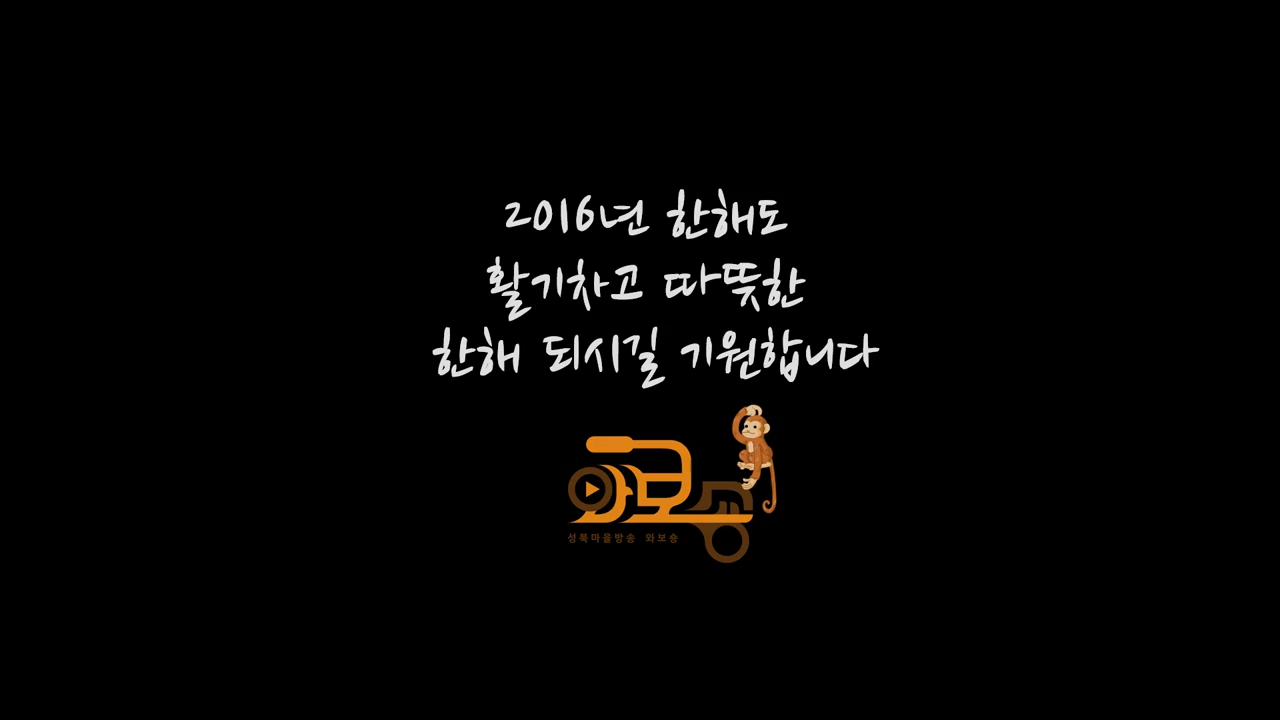 2016년 한해도
활기차고 따뜻한
한해 되시길 기원합니다
와보숑
성북마을방송 와보숑